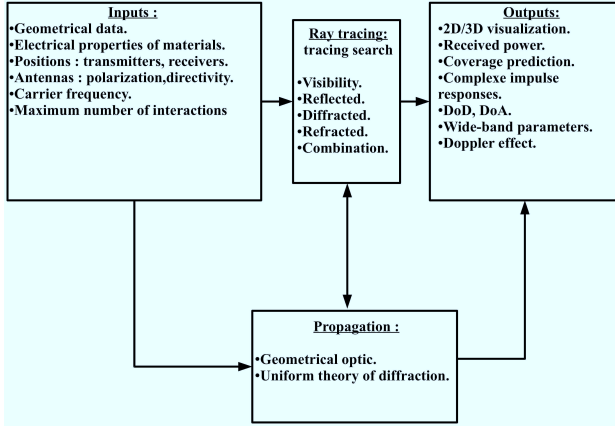 Inputs :
•Geometrical data.
•Electrical properties of materials.
•Positions : transmitters, receivers.
•Antennas : polarization,directivity.
•Carrier frequency.
•Maximum number of interactions
Ray tracing:
tracing search
•Visibility.
•Reflected.
•Diffracted.
•Refracted.
•Combination.
Outputs:
•2D/3D visualization.
•Received power.
•Coverage prediction.
•Complexe impulse
responses.
•DoD, DoA.
•Wide-band parameters.
•Doppler effect.
Propagation :
•Geometrical optic.
•Uniform theory of diffraction.